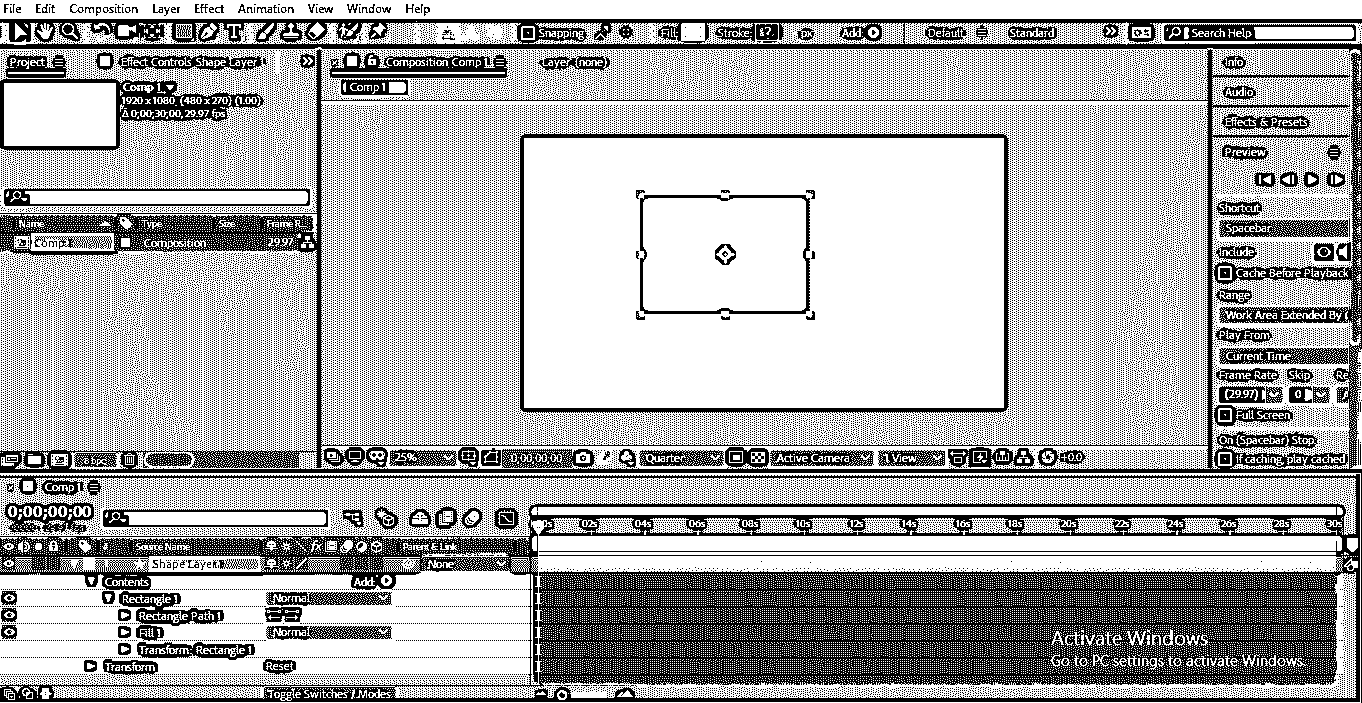 File Edit Composition Layer Effect Animation View Window Help
Snapping Fill: Stroke: px Add: Default Standard Search Help
Project Effect Controls Shape Layer
Composition Comp 1 Layer (none)
Comp 1
Comp 1
1920 x 1080 (480 x 270) (1.00)
Δ 0;00;30;00, 29.97 fps
Name Type Size Frame
Comp 1 Composition 29.97
25% 0;00;00;00 Quarter Active Camera 1 View +0.0
Info
Audio
Effects & Presets
Preview
Shortcut
Spacebar
Include
Cache Before Playback
Range
Work Area Extended By
Play From
Current Time
Frame Rate Skip Re
(29.97) 0
Full Screen
On (Spacebar) Stop:
If caching, play cached
Comp 1
0;00;00;00
02s 04s 06s 08s 10s 12s 14s 16s 18s 20s 22s 24s 26s 28s 30s
Source Name Parent & Link
Shape Layer 1 None
Contents Add:
Rectangle 1 Normal
Rectangle Path 1
Fill 1 Normal
Transform: Rectangle 1
Transform Reset
Toggle Switches / Modes
Activate Windows
Go to PC settings to activate Windows.